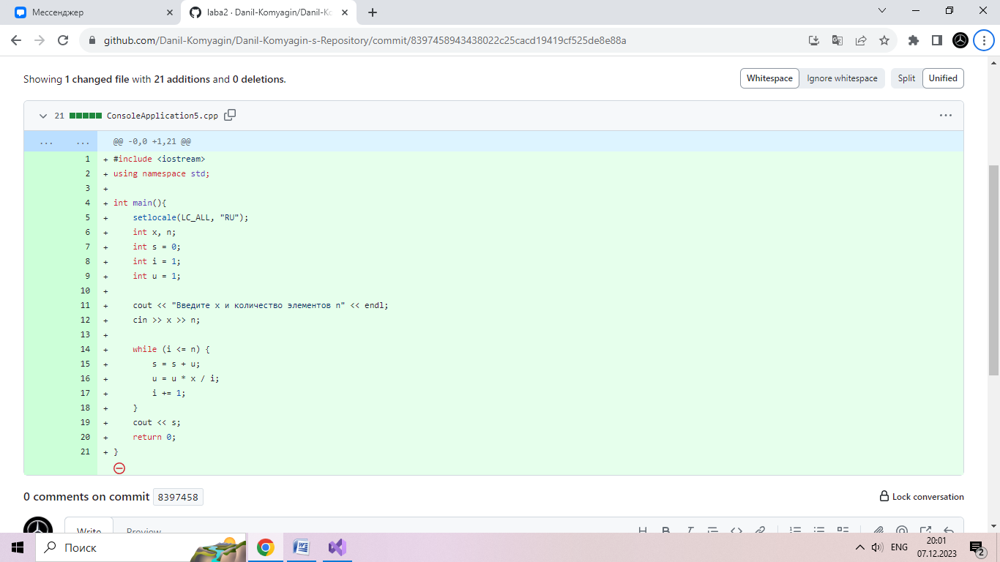 Мессенджер
laba2 · Danil-Komyagin/Danil-Ko
github.com/Danil-Komyagin/Danil-Komyagin-s-Repository/commit/8397458943438022c25cacd19419cf525de8e88a
Showing 1 changed file with 21 additions and 0 deletions.
Whitespace Ignore whitespace Split Unified
21 ConsoleApplication5.cpp
... ... @@ -0,0 +1,21 @@
1 + #include <iostream>
2 + using namespace std;
3 +
4 + int main(){
5 + setlocale(LC_ALL, "RU");
6 + int x, n;
7 + int s = 0;
8 + int i = 1;
9 + int u = 1;
10 +
11 + cout << "Введите x и количество элементов n" << endl;
12 + cin >> x >> n;
13 +
14 + while (i <= n) {
15 + s = s + u;
16 + u = u * x / i;
17 + i += 1;
18 + }
19 + cout << s;
20 + return 0;
21 + }
0 comments on commit 8397458
Lock conversation
Write Preview
Поиск
ENG
20:01
07.12.2023
2